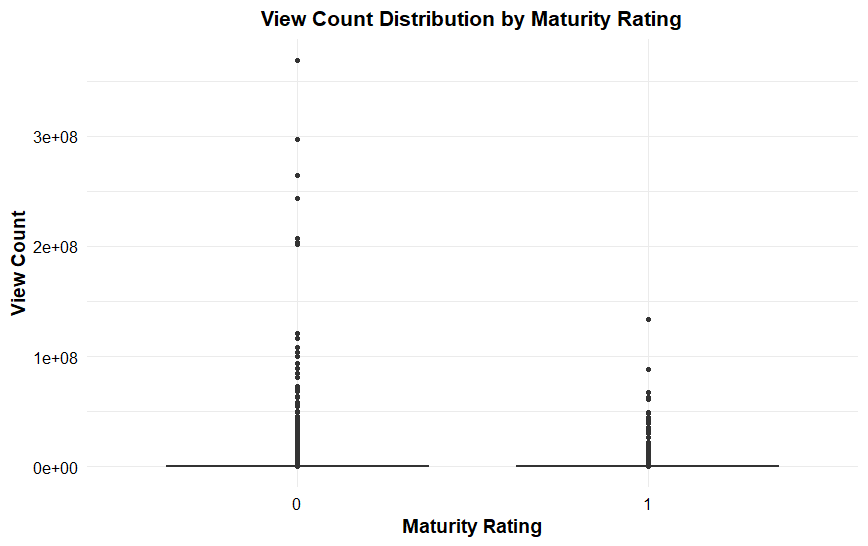 View Count Distribution by Maturity Rating
View Count
3e+08
2e+08
1e+08
0e+00
0 1
Maturity Rating